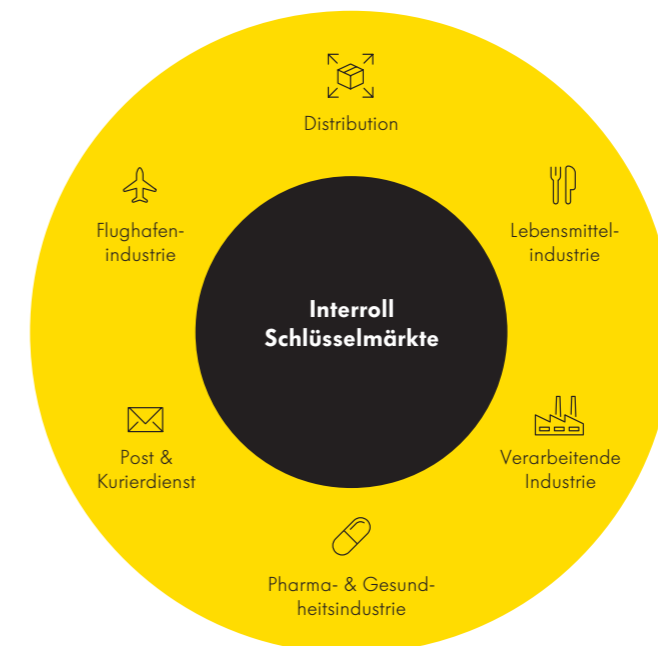 Distribution
Flughafen-
industrie
Lebensmittel-
industrie
Interroll
Schlüsselmärkte
Post &
Kurierdienst
Verarbeitende
Industrie
Pharma- & Gesund-
heitsindustrie